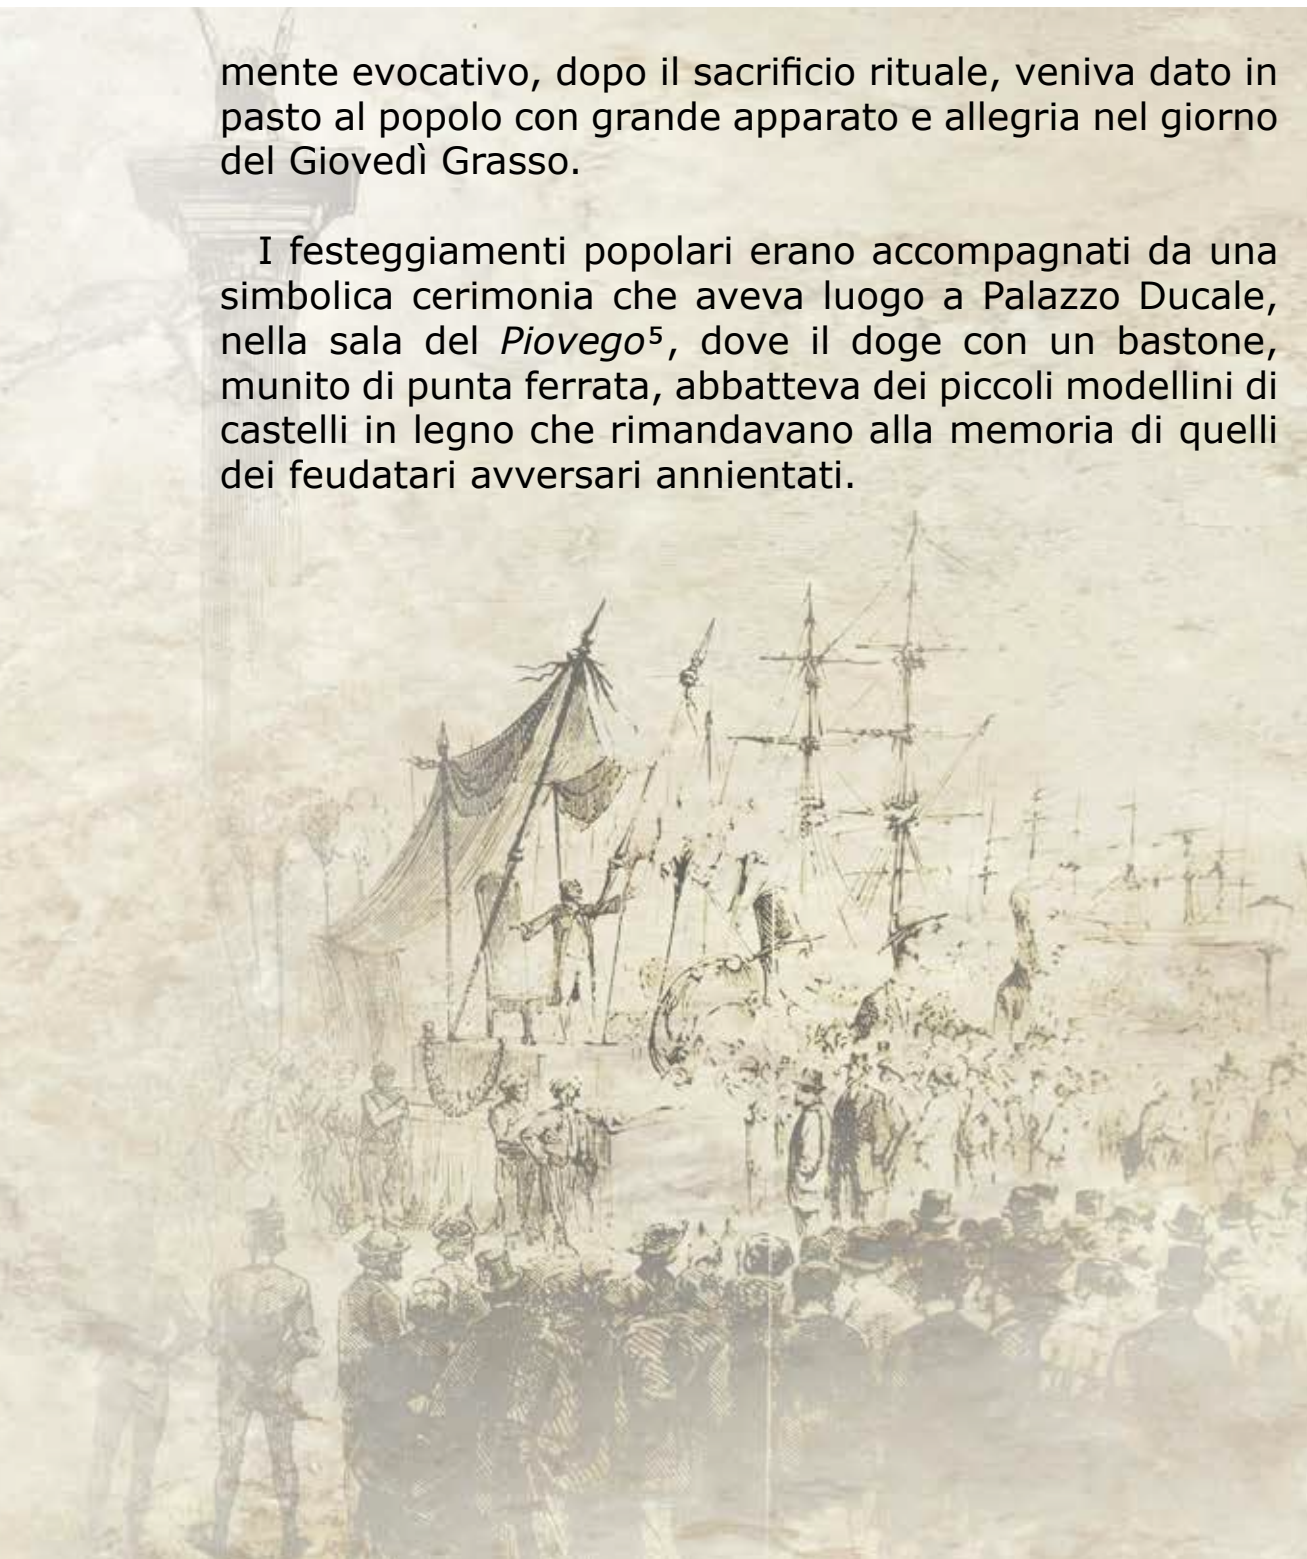 mente evocativo, dopo il sacrificio rituale, veniva dato in
pasto al popolo con grande apparato e allegria nel giorno
del Giovedì Grasso.
I festeggiamenti popolari erano accompagnati da una
simbolica cerimonia che aveva luogo a Palazzo Ducale,
nella sala del Piovego⁵, dove il doge con un bastone,
munito di punta ferrata, abbatteva dei piccoli modellini di
castelli in legno che rimandavano alla memoria di quelli
dei feudatari avversari annientati.